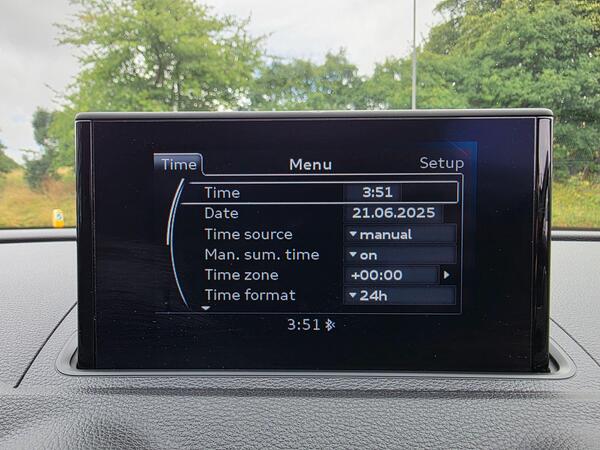 Time Menu Setup
Time 3:51
Date 21.06.2025
Time source manual
Man. sum. time on
Time zone +00:00
Time format 24h
3:51